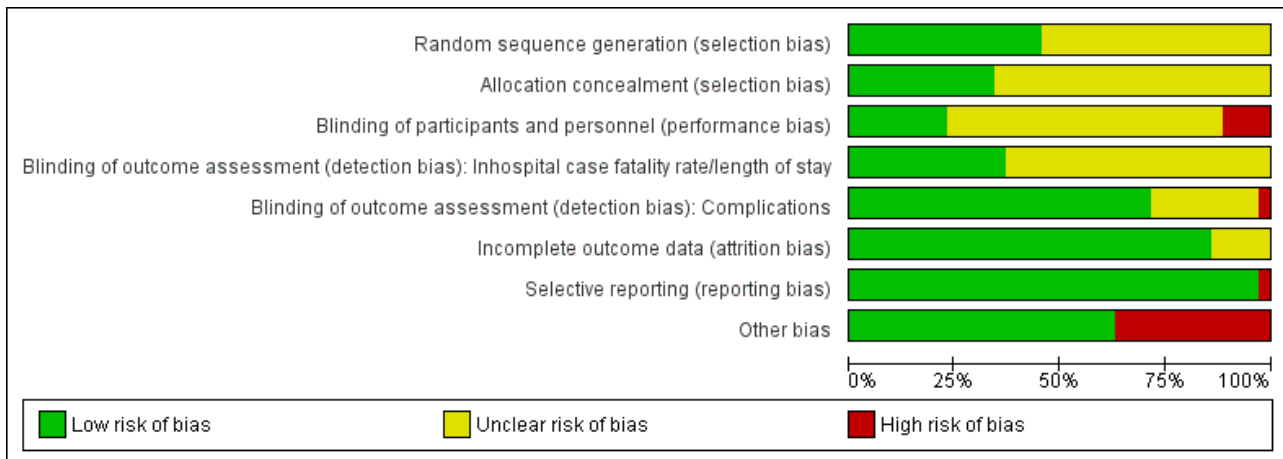 Random sequence generation (selection bias)
Allocation concealment (selection bias)
Blinding of participants and personnel (performance bias)
Blinding of outcome assessment (detection bias): Inhospital case fatality rate/length of stay
Blinding of outcome assessment (detection bias): Complications
Incomplete outcome data (attrition bias)
Selective reporting (reporting bias)
Other bias
0% 25% 50% 75% 100%
Low risk of bias Unclear risk of bias High risk of bias